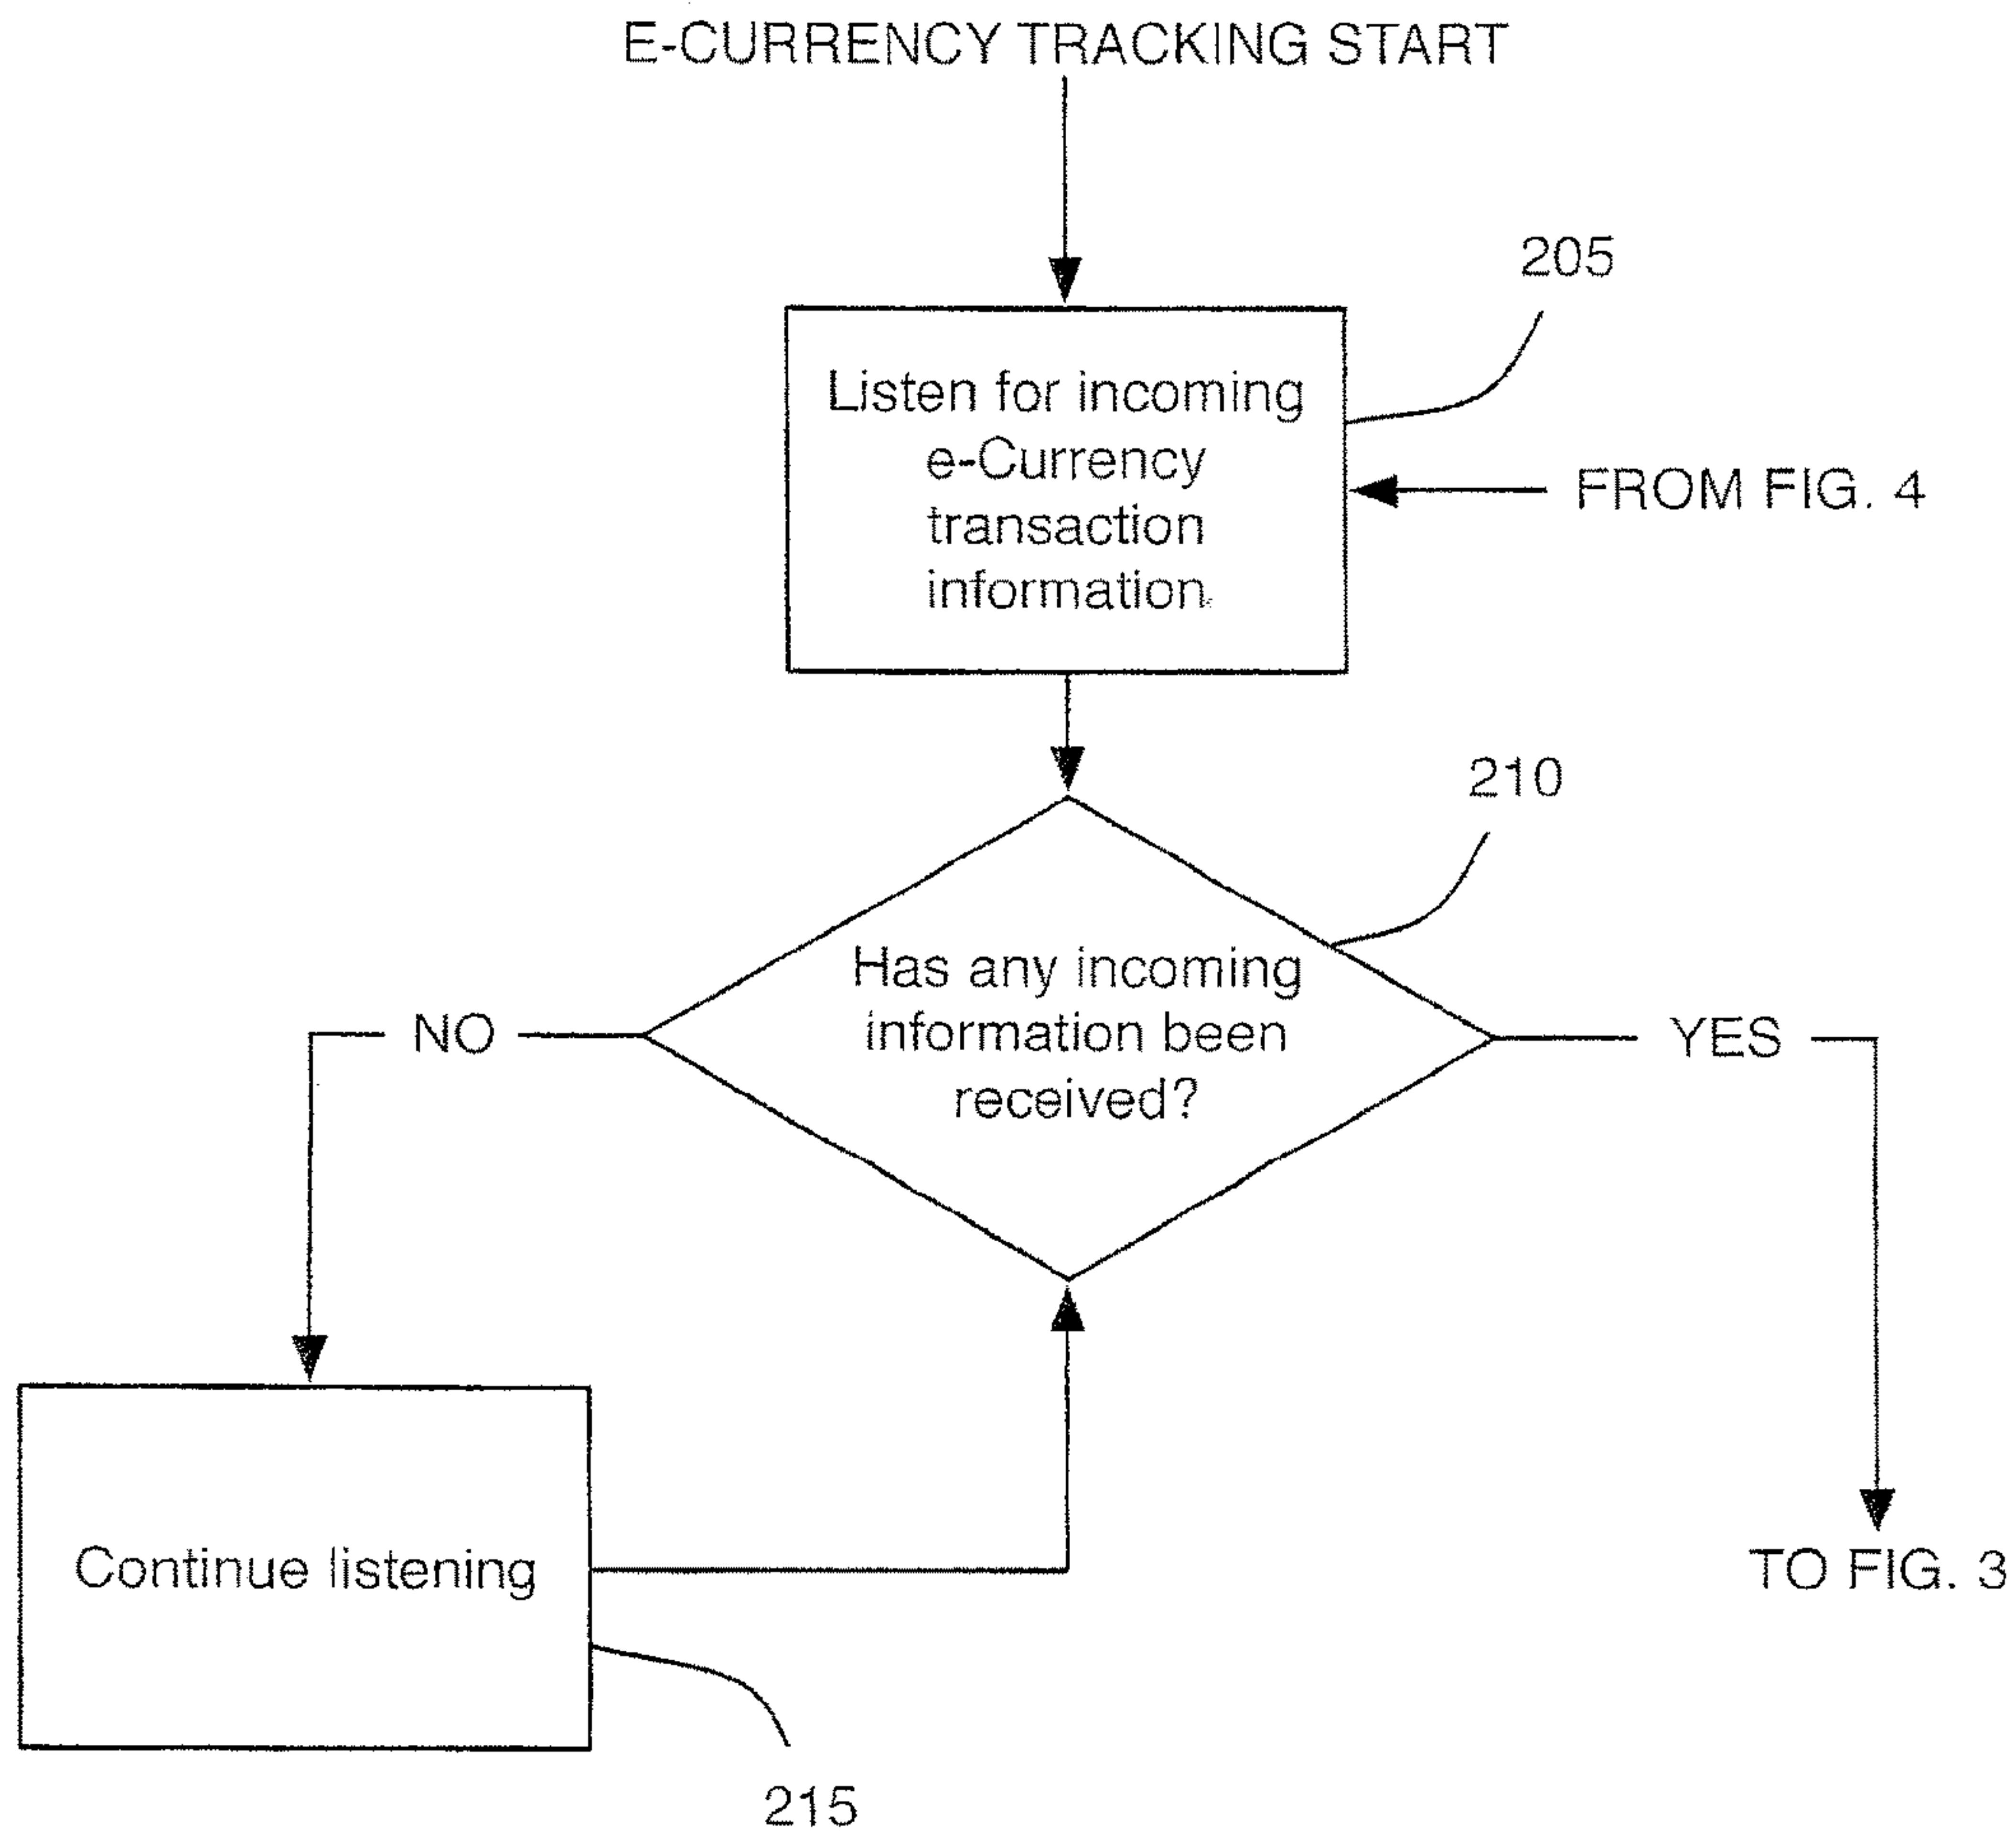 E-CURRENCY TRACKING START
205
Listen for incoming
e-Currency
transaction
information
FROM FIG. 4
210
Has any incoming
information been
received?
NO
YES
Continue listening
TO FIG. 3
215